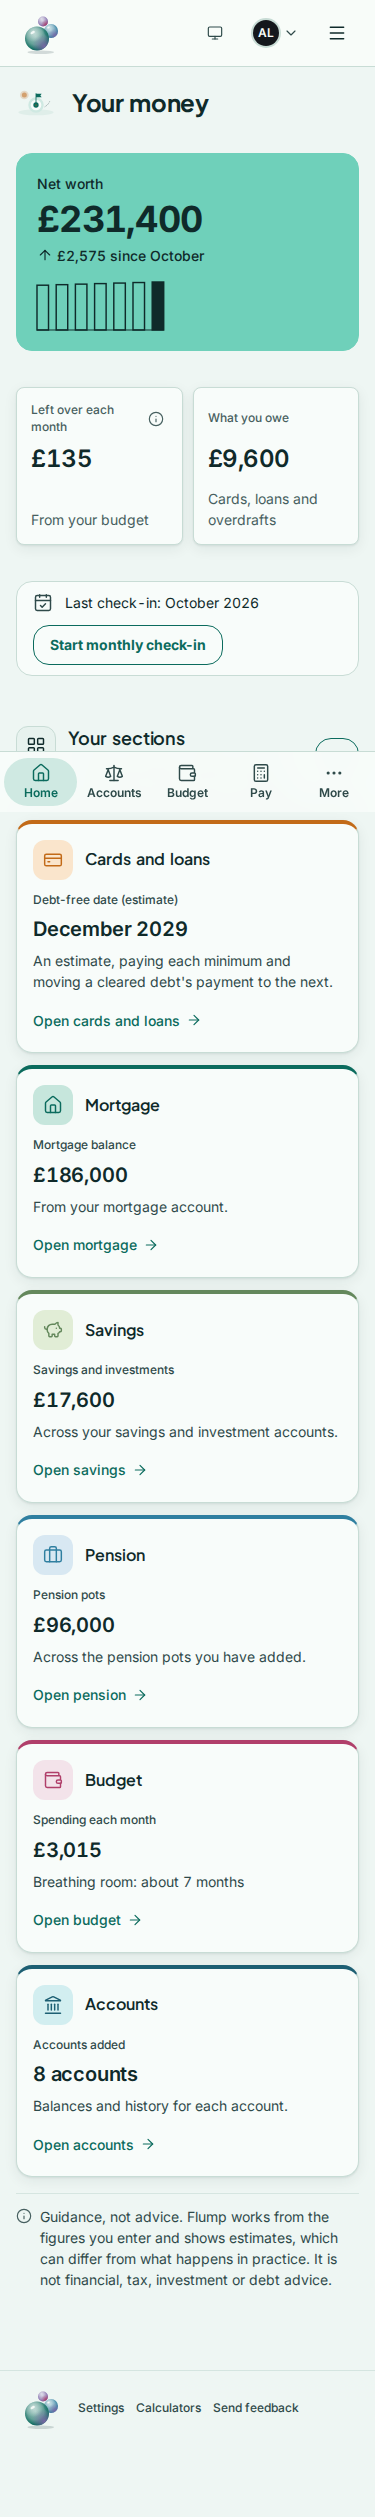 AL
Your money
Net worth
£231,400
↑ £2,575 since October
Left over each
month
£135
From your budget
What you owe
£9,600
Cards, loans and
overdrafts
Last check-in: October 2026
Start monthly check-in
Your sections
Home
Accounts
Budget
Pay
More
Cards and loans
Debt-free date (estimate)
December 2029
An estimate, paying each minimum and
moving a cleared debt's payment to the next.
Open cards and loans →
Mortgage
Mortgage balance
£186,000
From your mortgage account.
Open mortgage →
Savings
Savings and investments
£17,600
Across your savings and investment accounts.
Open savings →
Pension
Pension pots
£96,000
Across the pension pots you have added.
Open pension →
Budget
Spending each month
£3,015
Breathing room: about 7 months
Open budget →
Accounts
Accounts added
8 accounts
Balances and history for each account.
Open accounts →
Guidance, not advice. Flump works from the
figures you enter and shows estimates, which
can differ from what happens in practice. It is
not financial, tax, investment or debt advice.
Settings
Calculators
Send feedback